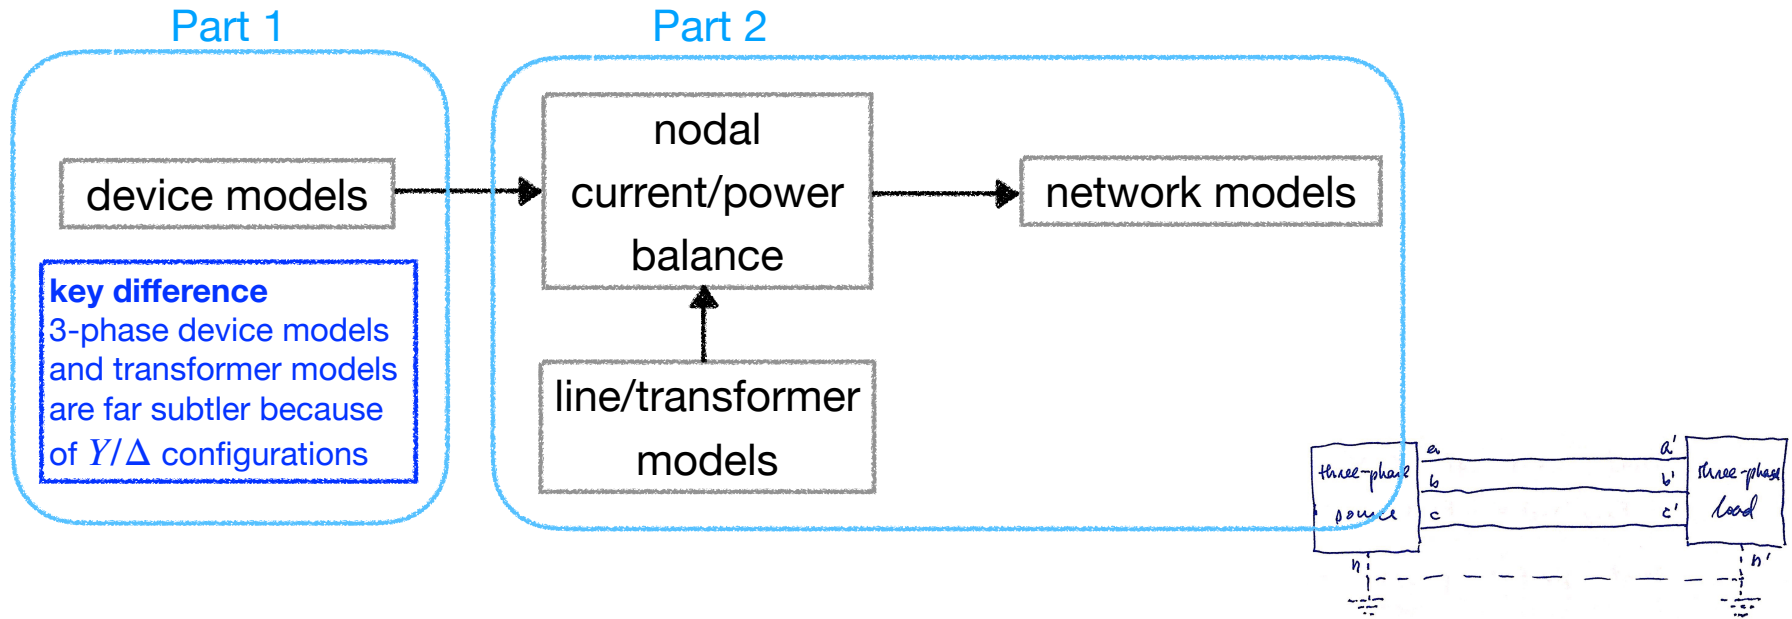 Part 1
device models
key difference
3-phase device models
and transformer models
are far subtler because
of Y/Δ configurations
Part 2
nodal
current/power
balance
network models
line/transformer
models
three-phase
source
a
b
c
n
a'
b'
c'
n'
three-phase
load